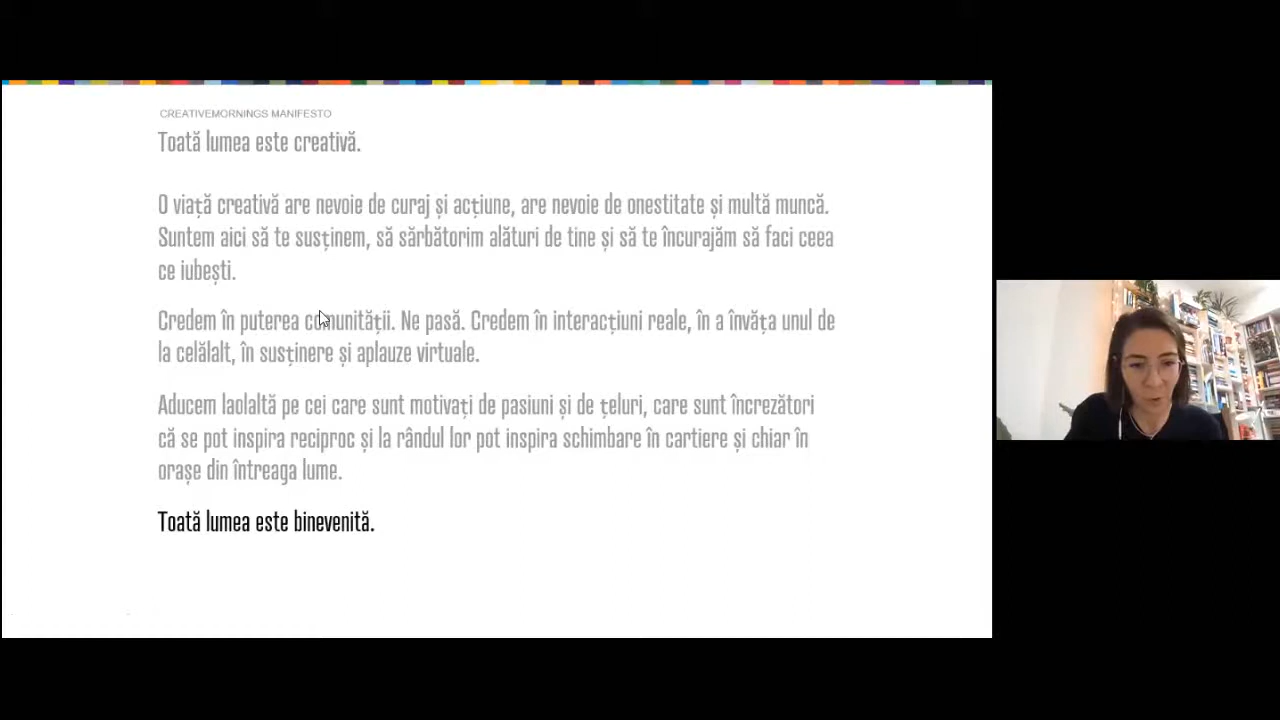 CREATIVEMORNINGS MANIFESTO
Toată lumea este creativă.
O viață creativă are nevoie de curaj și acțiune, are nevoie de onestitate și multă muncă.
Suntem aici să te susținem, să sărbătorim alături de tine și să te încurajăm să faci ceea
ce iubești.
Credem în puterea comunității. Ne pasă. Credem în interacțiuni reale, în a învăța unul de
la celălalt, în susținere și aplauze virtuale.
Aducem laolaltă pe cei care sunt motivați de pasiuni și de țeluri, care sunt încrezători
că se pot inspira reciproc și la rândul lor pot inspira schimbare în cartiere și chiar în
orașe din întreaga lume.
Toată lumea este binevenită.